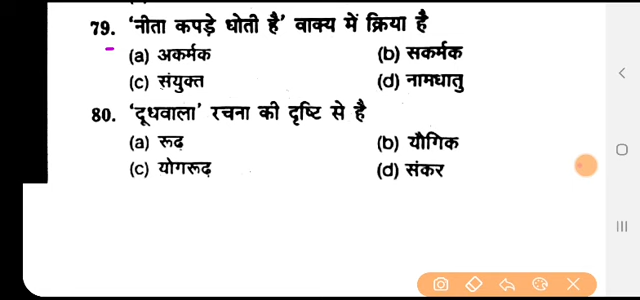 79. 'नीता कपड़े धोती है' वाक्य में क्रिया है
(a) अकर्मक (b) सकर्मक
(c) संयुक्त (d) नामधातु
80. 'दूधवाला' रचना की दृष्टि से है
(a) रूढ़ (b) यौगिक
(c) योगरूढ़ (d) संकर